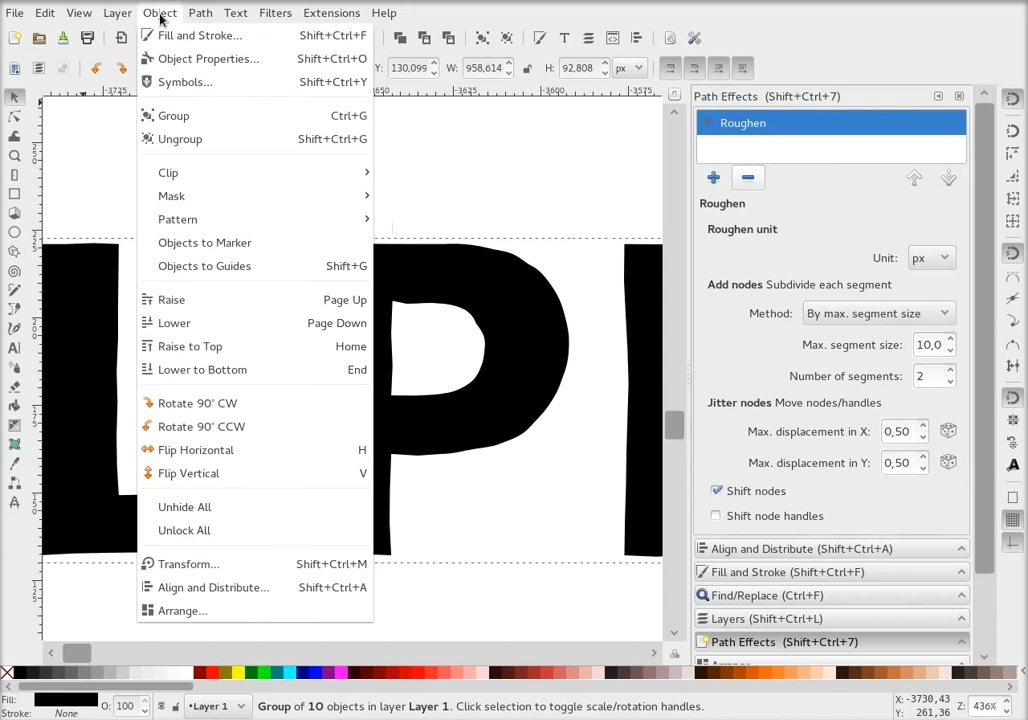 File Edit View Layer Object Path Text Filters Extensions Help
Fill and Stroke... Shift+Ctrl+F
Object Properties... Shift+Ctrl+O
Symbols... Shift+Ctrl+Y
Group Ctrl+G
Ungroup Shift+Ctrl+G
Clip
Mask
Pattern
Objects to Marker
Objects to Guides Shift+G
Raise Page Up
Lower Page Down
Raise to Top Home
Lower to Bottom End
Rotate 90° CW
Rotate 90° CCW
Flip Horizontal H
Flip Vertical V
Unhide All
Unlock All
Transform... Shift+Ctrl+M
Align and Distribute... Shift+Ctrl+A
Arrange...
Y: 130,099 W: 958,614 H: 92,808 px
-3725 -3625 -3600 -3575
P
Path Effects (Shift+Ctrl+7)
Roughen
Roughen
Roughen unit
Unit: px
Add nodes Subdivide each segment
Method: By max. segment size
Max. segment size: 10,0
Number of segments: 2
Jitter nodes Move nodes/handles
Max. displacement in X: 0,50
Max. displacement in Y: 0,50
Shift nodes
Shift node handles
Align and Distribute (Shift+Ctrl+A)
Fill and Stroke (Shift+Ctrl+F)
Find/Replace (Ctrl+F)
Layers (Shift+Ctrl+L)
Path Effects (Shift+Ctrl+7)
Fill:
Stroke: None
O: 100
•Layer 1
Group of 10 objects in layer Layer 1. Click selection to toggle scale/rotation handles.
X: -3730,43
Y: 261,36
Z: 436%